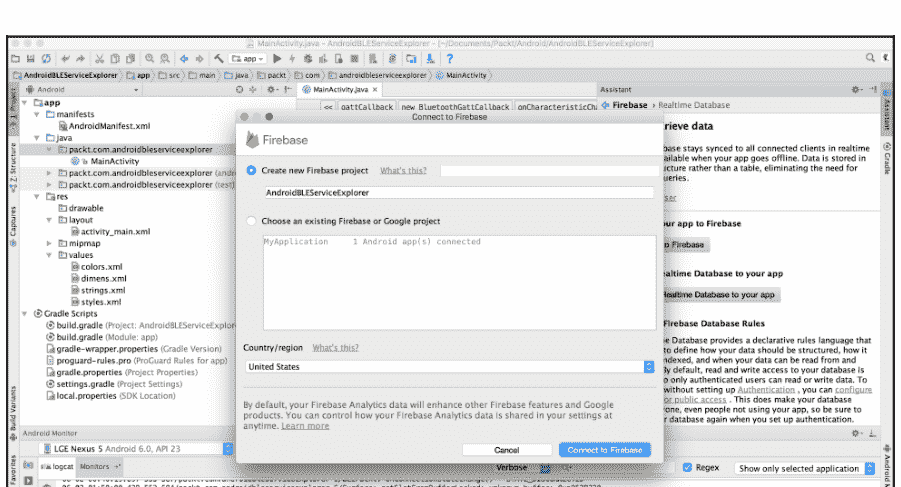 MainActivity.java - AndroidBLEServiceExplorer - [~/Documents/Packt/Android/AndroidBLEServiceExplorer]
app
AndroidBLEServiceExplorer app src main java packt com androidbleserviceexplorer MainActivity
Android
MainActivity.java
Assistant
<< gattCallback new BluetoothGattCallback onCharacteristicCh
Firebase › Realtime Database
1: Project
Z: Structure
Captures
Build Variants
Favorites
Assistant
Gradle
app
manifests
AndroidManifest.xml
java
packt.com.androidbleserviceexplorer
MainActivity
packt.com.androidbleserviceexplorer (andr
packt.com.androidbleserviceexplorer (test)
res
drawable
layout
activity_main.xml
mipmap
values
colors.xml
dimens.xml
strings.xml
styles.xml
Gradle Scripts
build.gradle (Project: AndroidBLEServiceExplor
build.gradle (Module: app)
gradle-wrapper.properties (Gradle Version)
proguard-rules.pro (ProGuard Rules for app)
gradle.properties (Project Properties)
settings.gradle (Project Settings)
local.properties (SDK Location)
Connect to Firebase
Firebase
Create new Firebase project What's this?
AndroidBLEServiceExplorer
Choose an existing Firebase or Google project
MyApplication 1 Android app(s) connected
Country/region What's this?
United States
By default, your Firebase Analytics data will enhance other Firebase features and Google
products. You can control how your Firebase Analytics data is shared in your settings at
anytime. Learn more
Cancel
Connect to Firebase
rieve data
base stays synced to all connected clients in realtime
ailable when your app goes offline. Data is stored in
ucture rather than a table, eliminating the need for
ueries.
ser
our app to Firebase
to Firebase
ealtime Database to your app
Realtime Database to your app
Firebase Database Rules
e Database provides a declarative rules language that
to define how your data should be structured, how it
ndexed, and when your data can be read from and
By default, read and write access to your database is
o only authenticated users can read or write data. To
without setting up Authentication , you can configure
or public access . This does make your database
one, even people not using your app, so be sure to
r database again when you set up authentication.
Android Monitor
LGE Nexus 5 Android 6.0, API 23
logcat Monitors
Verbose
Regex
Show only selected application